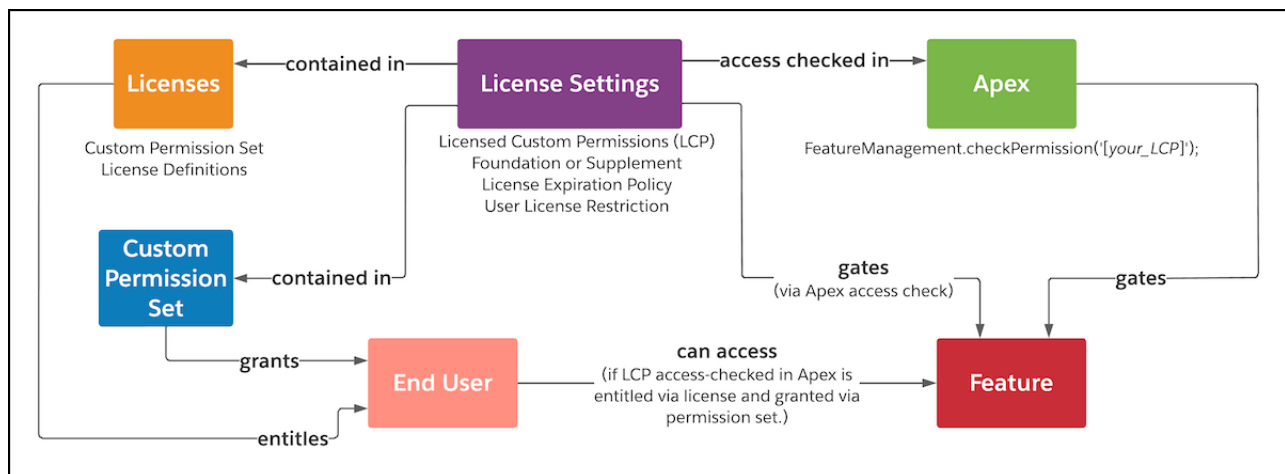 Licenses
contained in
License Settings
access checked in
Apex
Custom Permission Set
License Definitions
Licensed Custom Permissions (LCP)
Foundation or Supplement
License Expiration Policy
User License Restriction
FeatureManagement.checkPermission('[your_LCP]');
Custom
Permission
Set
contained in
gates
(via Apex access check)
gates
grants
End User
can access
(if LCP access-checked in Apex is
entitled via license and granted via
permission set.)
Feature
entitles